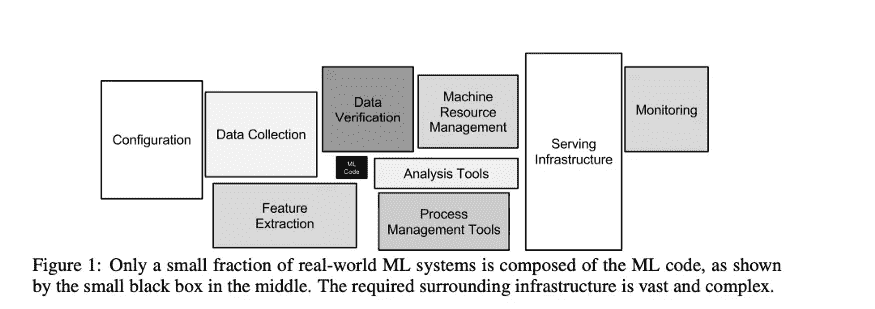 Configuration
Data Collection
Data
Verification
Machine
Resource
Management
Serving
Infrastructure
Monitoring
ML
Code
Analysis Tools
Feature
Extraction
Process
Management Tools
Figure 1: Only a small fraction of real-world ML systems is composed of the ML code, as shown
by the small black box in the middle. The required surrounding infrastructure is vast and complex.